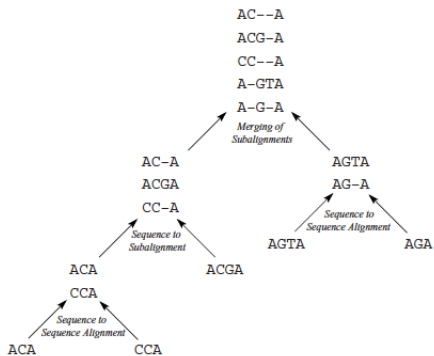 AC--A
ACG-A
CC--A
A-GTA
A-G-A
Merging of
Subalignments
AC-A
ACGA
CC-A
AGTA
AG-A
Sequence to
Subalignment
Sequence to
Sequence Alignment
ACA
CCA
ACGA
AGTA
AGA
Sequence to
Sequence Alignment
ACA
CCA